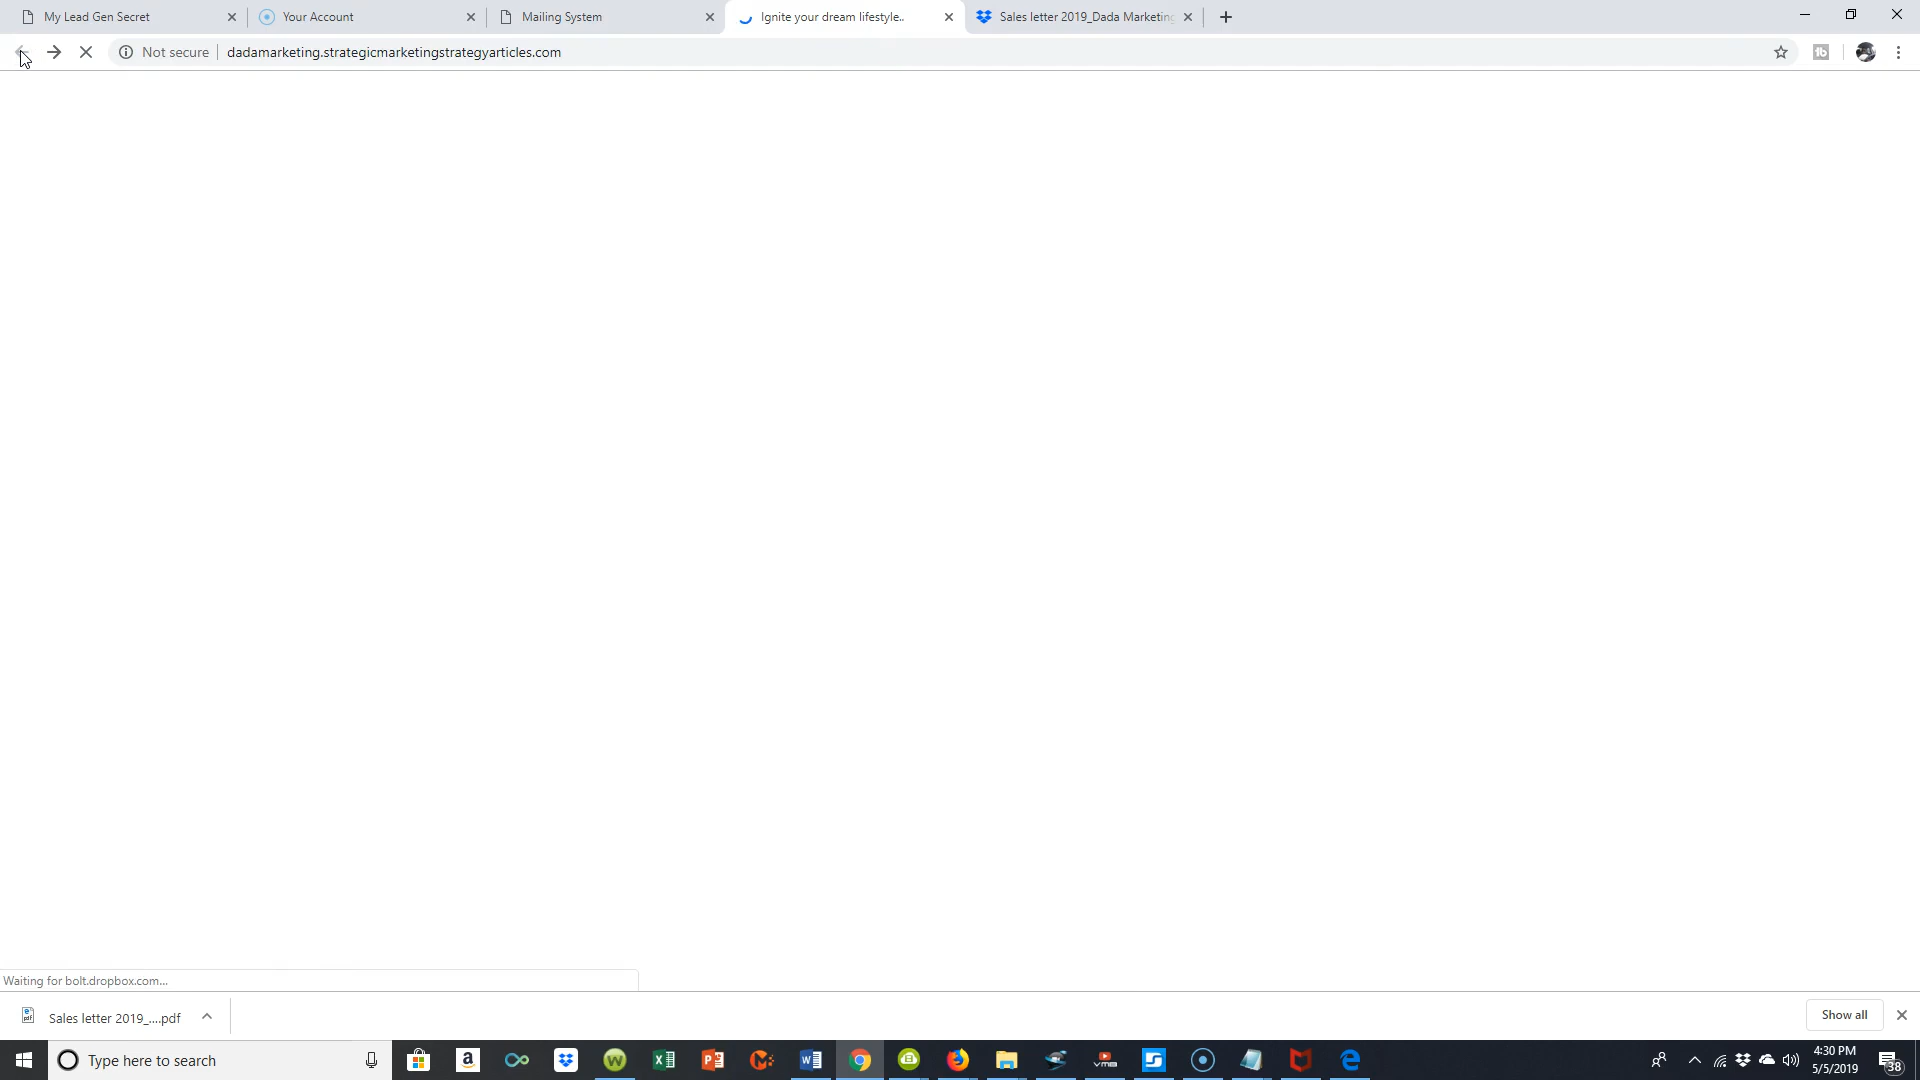 My Lead Gen Secret
Your Account
Mailing System
Ignite your dream lifestyle..
Sales letter 2019_Dada Marketing
Not secure
dadamarketing.strategicmarketingstrategyarticles.com
Waiting for bolt.dropbox.com...
Sales letter 2019_....pdf
Show all
Type here to search
4:30 PM
5/5/2019
38